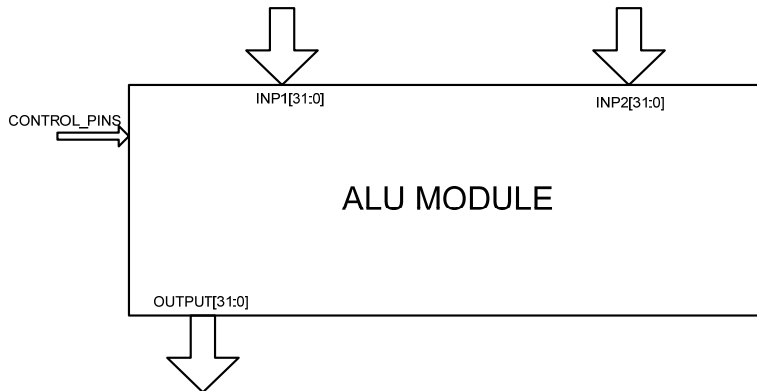 INP1[31:0]
INP2[31:0]
CONTROL_PINS
ALU MODULE
OUTPUT[31:0]